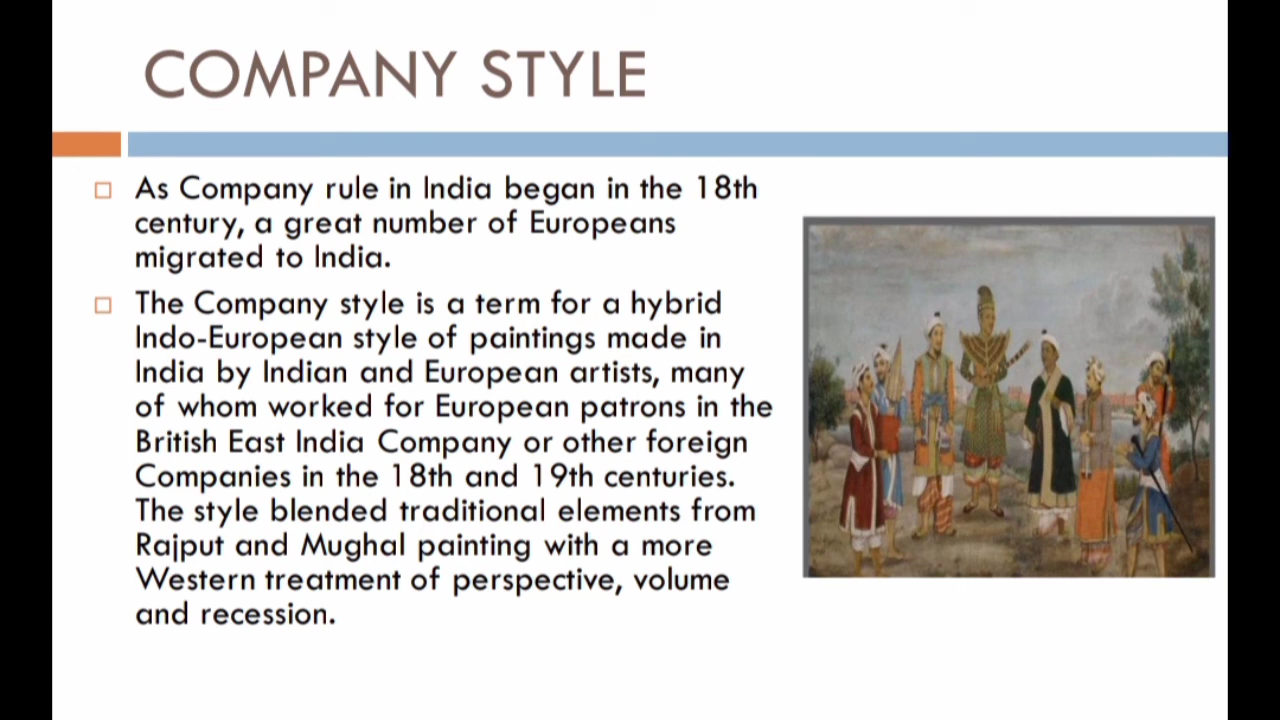 COMPANY STYLE
As Company rule in India began in the 18th
century, a great number of Europeans
migrated to India.
The Company style is a term for a hybrid
Indo-European style of paintings made in
India by Indian and European artists, many
of whom worked for European patrons in the
British East India Company or other foreign
Companies in the 18th and 19th centuries.
The style blended traditional elements from
Rajput and Mughal painting with a more
Western treatment of perspective, volume
and recession.